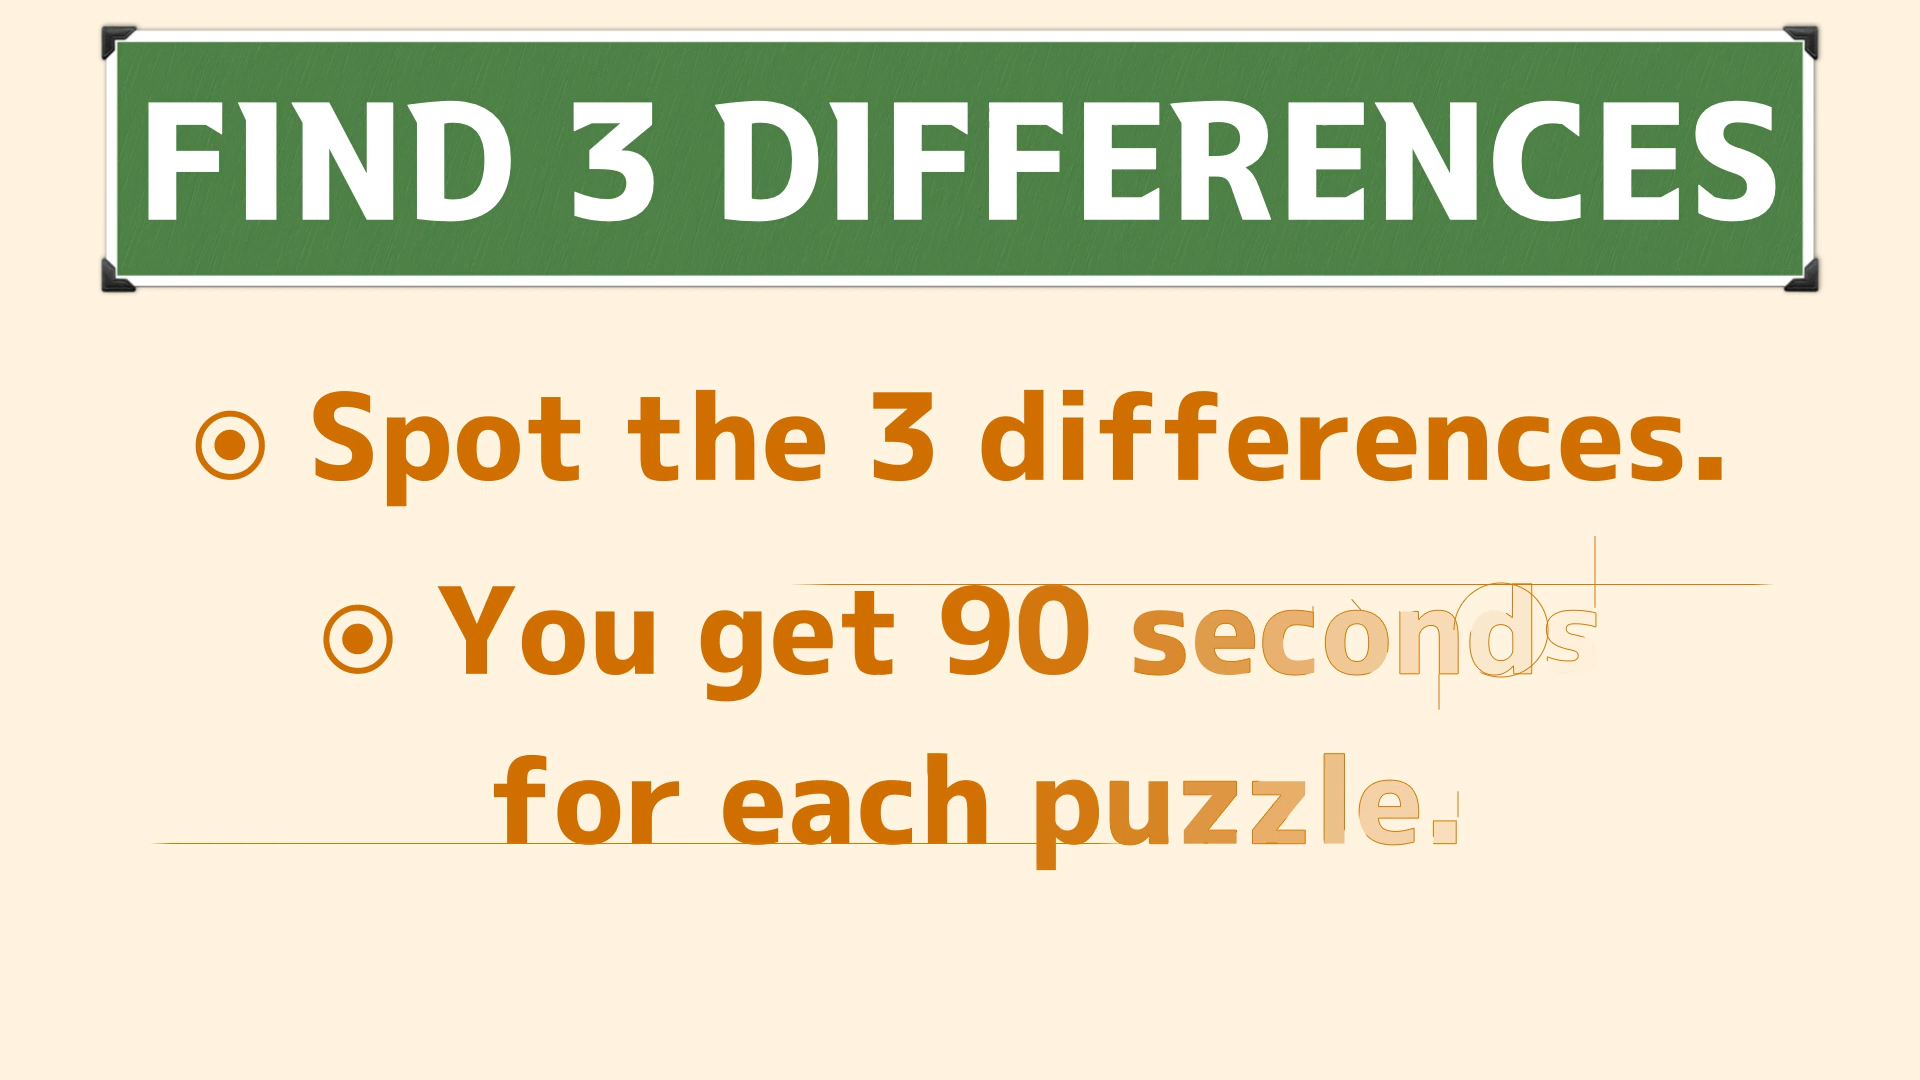 FIND 3 DIFFERENCES
⦿ Spot the 3 differences.
⦿ You get 90 seconds
for each puzzle.